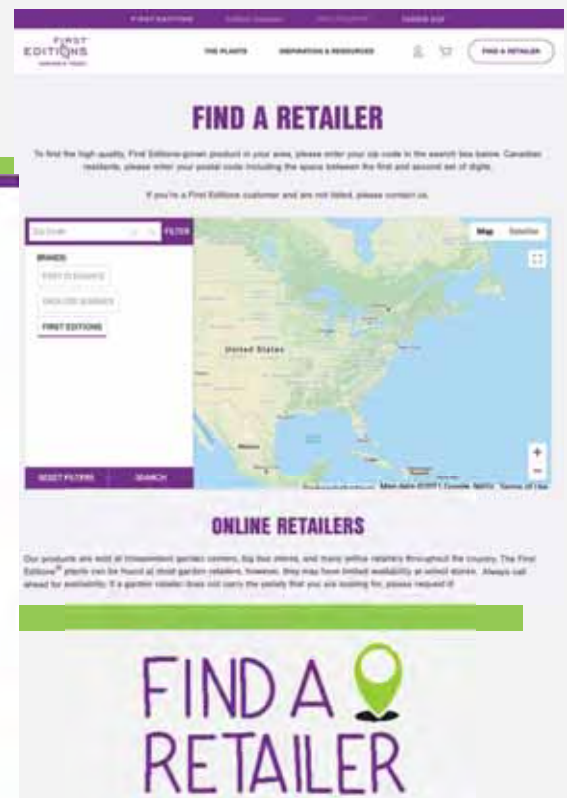 FIRST EDITIONS
FIRST
EDITIONS
THE PLANTS
INSPIRATION & RESOURCES
FIND A RETAILER
FIND A RETAILER
To find the high quality, First Editions-grown product in your area, please enter your zip code in the search box below. Canadian
residents, please enter your postal code including the space between the first and second set of digits.
If you're a First Editions customer and are not listed, please contact us.
Zip Code
FILTER
Map
Satellite
BRANDS:
FIRST EDITIONS
United States
Mexico
RESET FILTERS
SEARCH
Terms of Use
ONLINE RETAILERS
Our products are sold at independent garden centers, big box stores, and many online retailers throughout the country. The First
Editions® plants can be found at most garden retailers, however, they may have limited availability at select stores. Always call
ahead for availability. If a garden retailer does not carry the variety that you are looking for, please request it!
FIND A
RETAILER